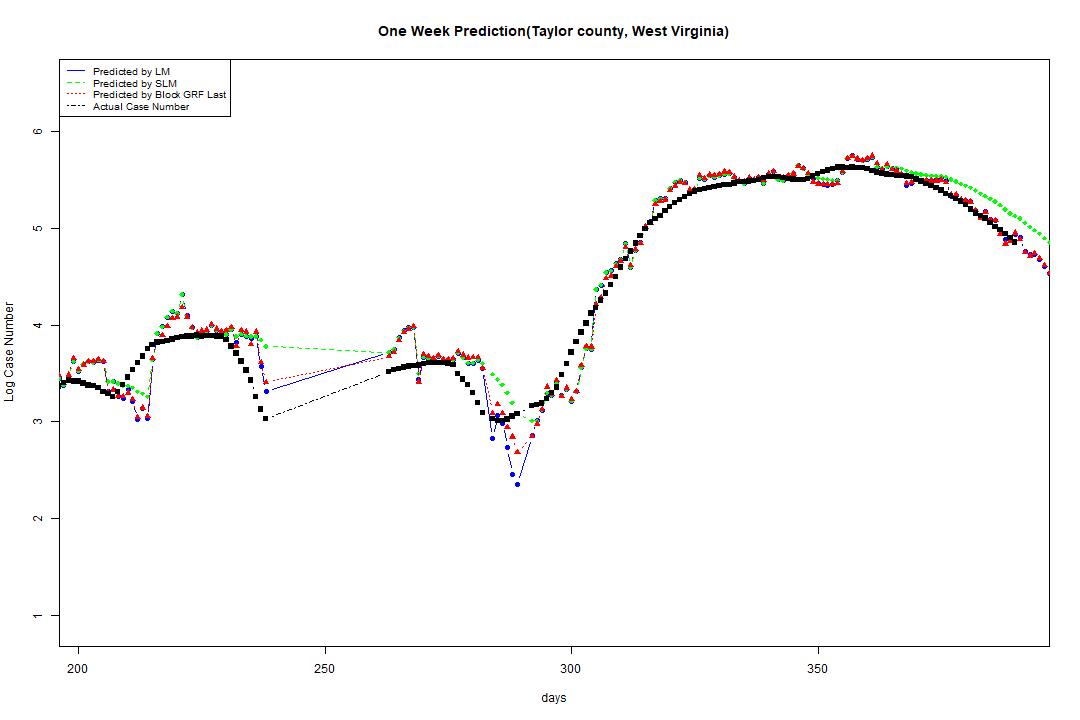 One Week Prediction(Taylor county, West Virginia)
Predicted by LM
Predicted by SLM
Predicted by Block GRF Last
Actual Case Number
6
5
4
3
2
1
Log Case Number
200 250 300 350
days